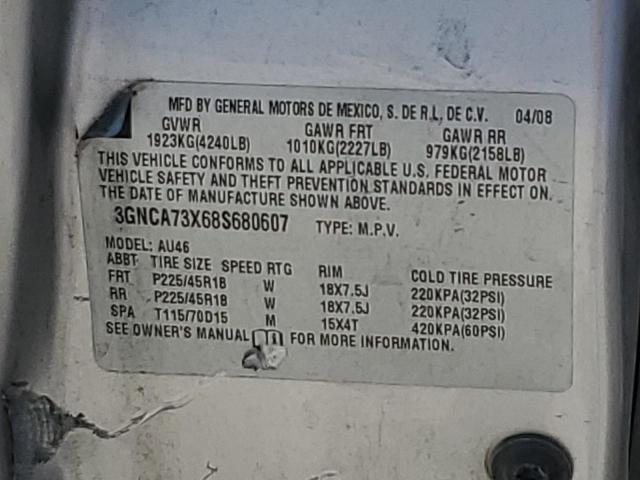 MFD BY GENERAL MOTORS DE MEXICO, S. DE R.L. DE C.V. 04/08
GVWR GAWR FRT GAWR RR
1923KG(4240LB) 1010KG(2227LB) 979KG(2158LB)
THIS VEHICLE CONFORMS TO ALL APPLICABLE U.S. FEDERAL MOTOR
VEHICLE SAFETY AND THEFT PREVENTION STANDARDS IN EFFECT ON
THE DATE OF MANUFACTURE SHOWN ABOVE.
3GNCA73X68S680607 TYPE: M.P.V.
MODEL: AU46
ABBT TIRE SIZE SPEED RTG RIM COLD TIRE PRESSURE
FRT P225/45R18 W 18X7.5J 220KPA(32PSI)
RR P225/45R18 W 18X7.5J 220KPA(32PSI)
SPA T115/70D15 M 15X4T 420KPA(60PSI)
SEE OWNER'S MANUAL FOR MORE INFORMATION.